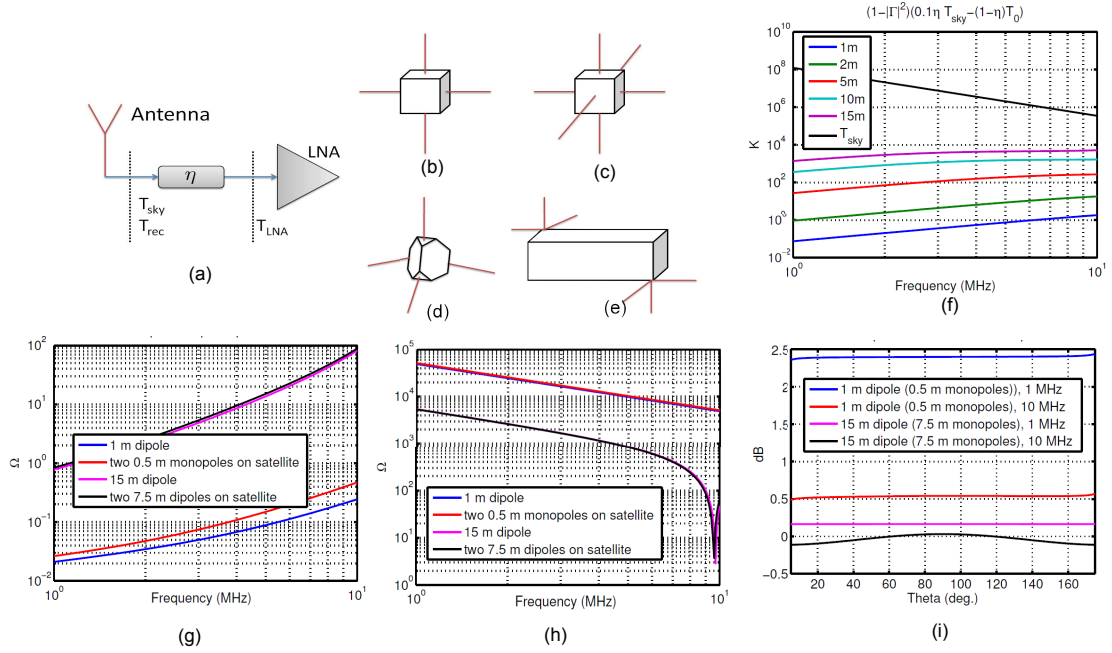 Antenna
η
LNA
T_sky
T_rec
T_LNA
(a)
(b)
(c)
(d)
(e)
(1−|Γ|²)(0.1η T_sky−(1−η)T_0)
10^10
10^8
10^6
10^4
10^2
10^0
10^−2
K
1m
2m
5m
10m
15m
T_sky
10^0
10^1
Frequency (MHz)
(f)
10^2
10^1
10^0
10^−1
10^−2
Ω
1 m dipole
two 0.5 m monopoles on satellite
15 m dipole
two 7.5 m dipoles on satellite
10^0
10^1
Frequency (MHz)
(g)
10^5
10^4
10^3
10^2
10^1
10^0
Ω
1 m dipole
two 0.5 m monopoles on satellite
15 m dipole
two 7.5 m dipoles on satellite
10^0
10^1
Frequency (MHz)
(h)
2.5
2
1.5
1
0.5
0
−0.5
dB
1 m dipole (0.5 m monopoles)), 1 MHz
1 m dipole (0.5 m monopoles), 10 MHz
15 m dipole (7.5 m monopoles), 1 MHz
15 m dipole (7.5 m monopoles), 10 MHz
20 40 60 80 100 120 140 160
Theta (deg.)
(i)